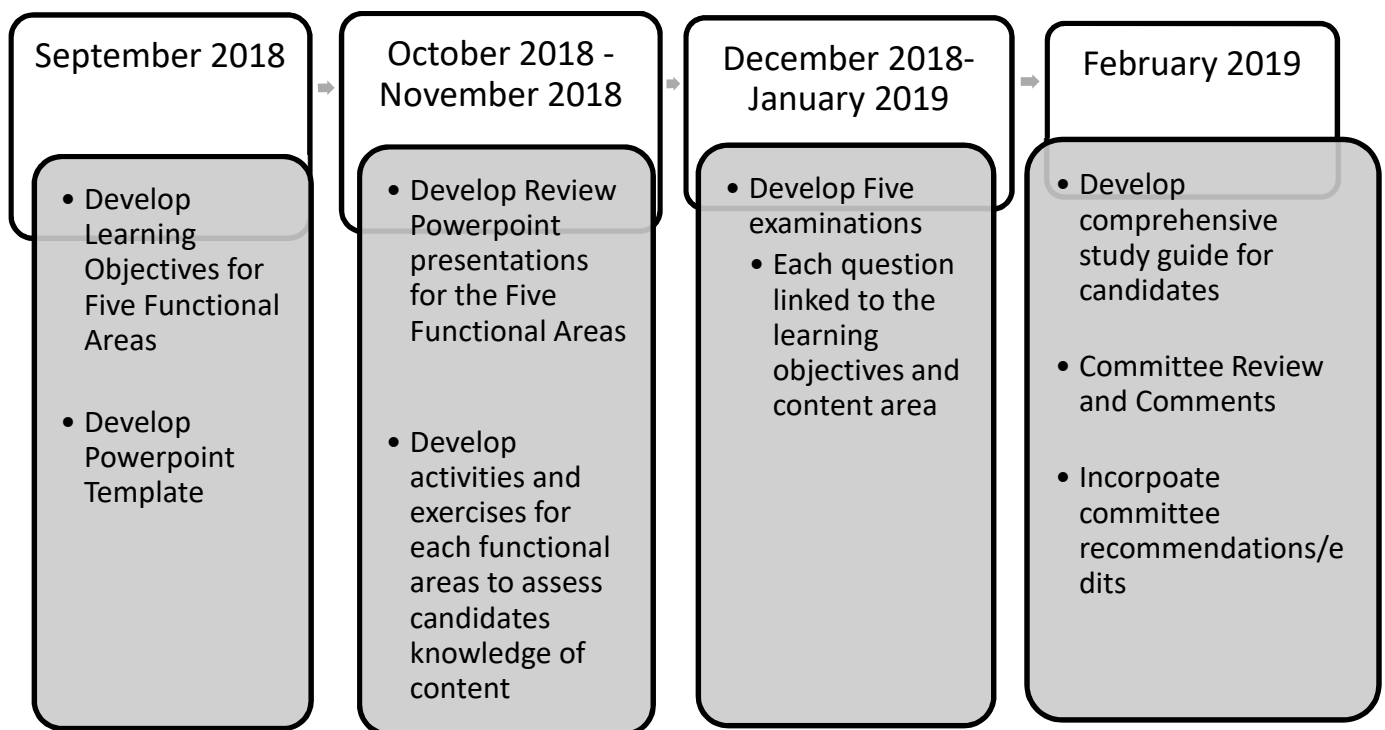 September 2018
• Develop
Learning
Objectives for
Five Functional
Areas
• Develop
Powerpoint
Template
October 2018 -
November 2018
• Develop Review
Powerpoint
presentations
for the Five
Functional Areas
• Develop
activities and
exercises for
each functional
areas to assess
candidates
knowledge of
content
December 2018-
January 2019
• Develop Five
examinations
• Each question
linked to the
learning
objectives and
content area
February 2019
• Develop
comprehensive
study guide for
candidates
• Committee Review
and Comments
• Incorpoate
committee
recommendations/e
dits